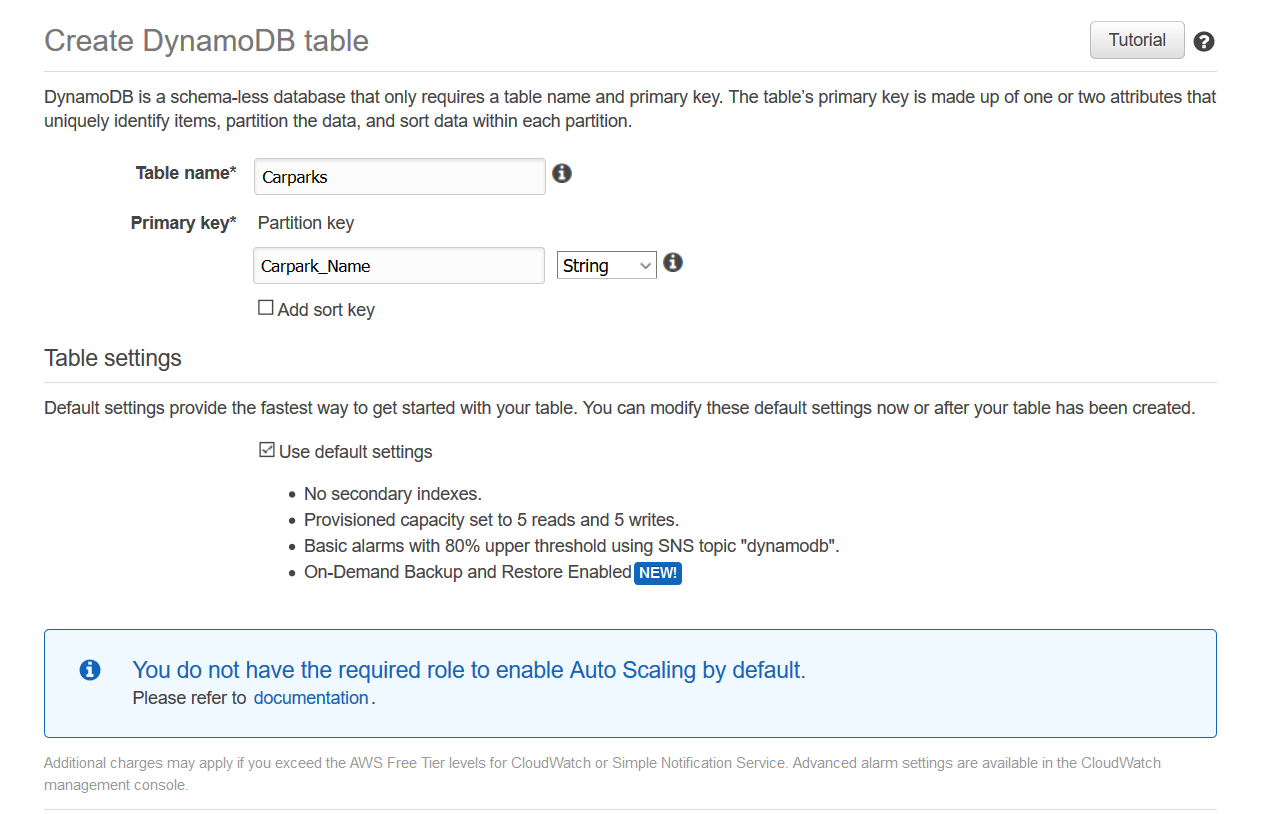 Create DynamoDB table
Tutorial
DynamoDB is a schema-less database that only requires a table name and primary key. The table's primary key is made up of one or two attributes that
uniquely identify items, partition the data, and sort data within each partition.
Table name* Carparks
Primary key* Partition key
Carpark_Name String
Add sort key
Table settings
Default settings provide the fastest way to get started with your table. You can modify these default settings now or after your table has been created.
Use default settings
No secondary indexes.
Provisioned capacity set to 5 reads and 5 writes.
Basic alarms with 80% upper threshold using SNS topic "dynamodb".
On-Demand Backup and Restore Enabled NEW!
You do not have the required role to enable Auto Scaling by default.
Please refer to documentation.
Additional charges may apply if you exceed the AWS Free Tier levels for CloudWatch or Simple Notification Service. Advanced alarm settings are available in the CloudWatch
management console.